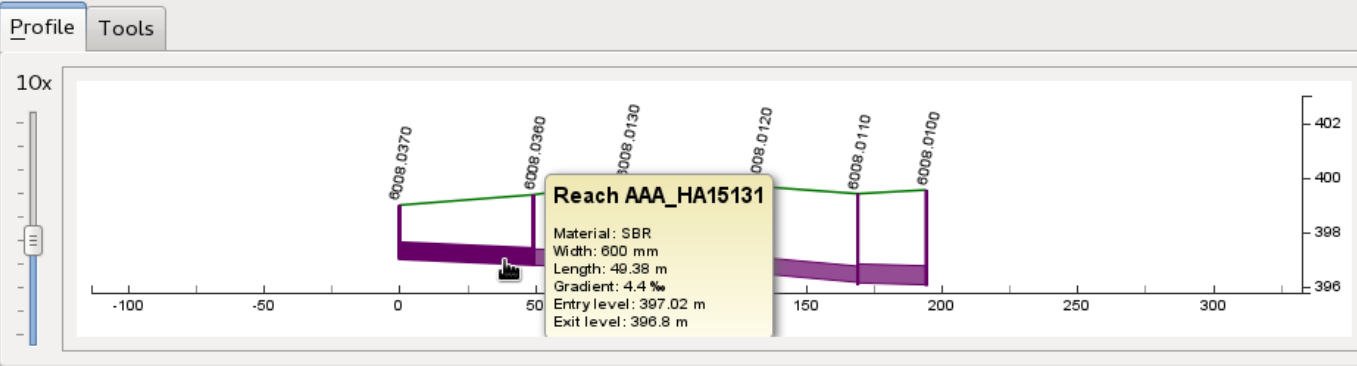 Profile Tools
10x
6008.0370
6008.0360
6008.0130
008.0120
6008.0110
6008.0100
402
400
398
396
Reach AAA_HA15131
Material: SBR
Width: 600 mm
Length: 49.38 m
Gradient: 4.4 ‰
Entry level: 397.02 m
Exit level: 396.8 m
-100 -50 0 50 150 200 250 300